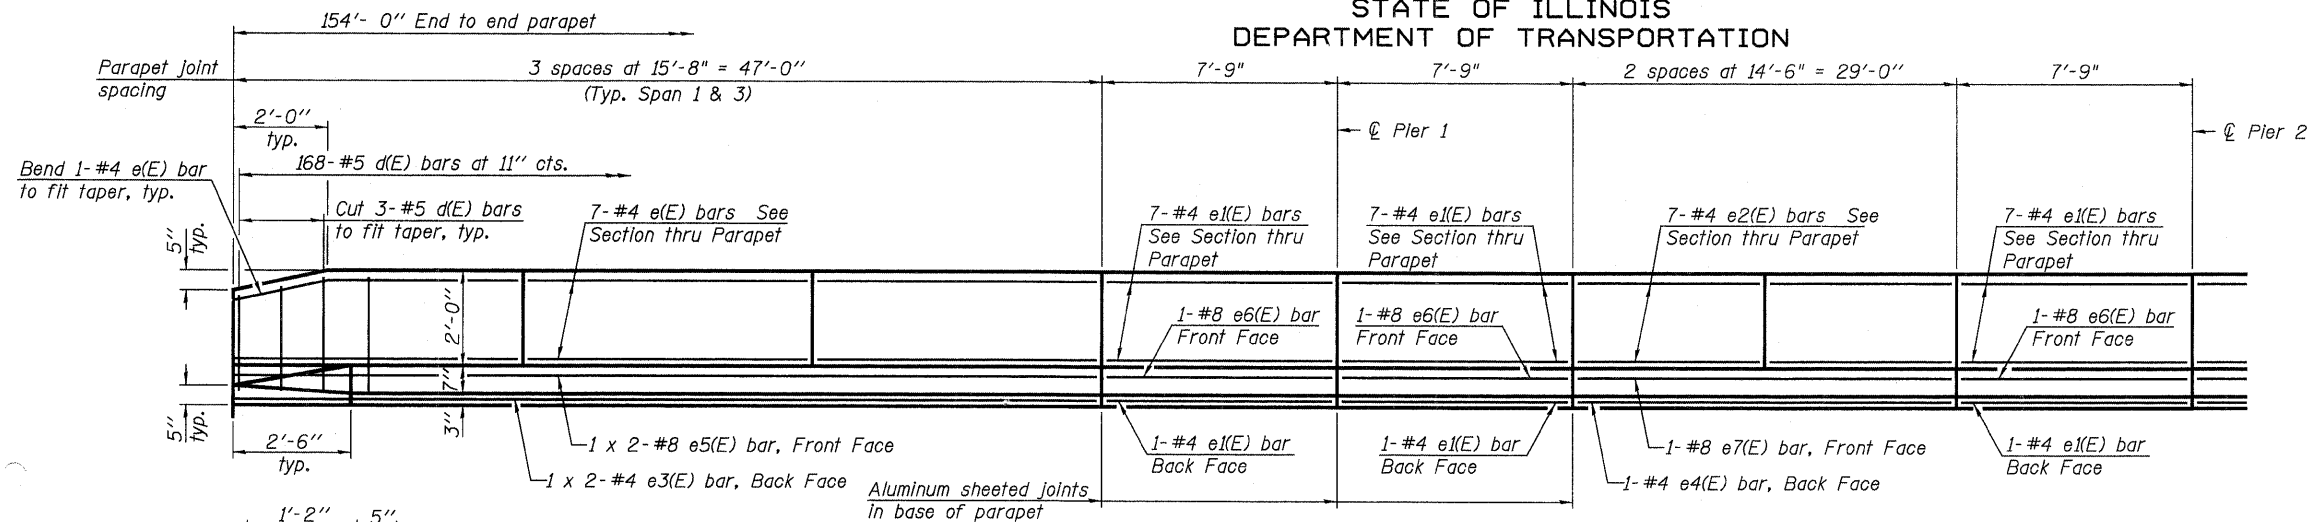 STATE OF ILLINOIS
DEPARTMENT OF TRANSPORTATION
154'- 0" End to end parapet
Parapet joint
spacing
3 spaces at 15'-8" = 47'-0"
(Typ. Span 1 & 3)
7'-9"
7'-9"
2 spaces at 14'-6" = 29'-0"
7'-9"
2'-0"
typ.
℄ Pier 1
℄ Pier 2
168-#5 d(E) bars at 11" cts.
Bend 1-#4 e(E) bar
to fit taper, typ.
Cut 3-#5 d(E) bars
to fit taper, typ.
7-#4 e(E) bars See
Section thru Parapet
7-#4 e1(E) bars
See Section thru
Parapet
7-#4 e1(E) bars
See Section thru
Parapet
7-#4 e2(E) bars See
Section thru Parapet
7-#4 e1(E) bars
See Section thru
Parapet
5"
typ.
2'-0"
7"
3"
1-#8 e6(E) bar
Front Face
1-#8 e6(E) bar
Front Face
1-#8 e6(E) bar
Front Face
5"
typ.
2'-6"
typ.
1 x 2-#8 e5(E) bar, Front Face
1 x 2-#4 e3(E) bar, Back Face
1-#4 e1(E) bar
Back Face
1-#4 e1(E) bar
Back Face
1-#8 e7(E) bar, Front Face
1-#4 e4(E) bar, Back Face
1-#4 e1(E) bar
Back Face
Aluminum sheeted joints
in base of parapet
1'-2"
5"